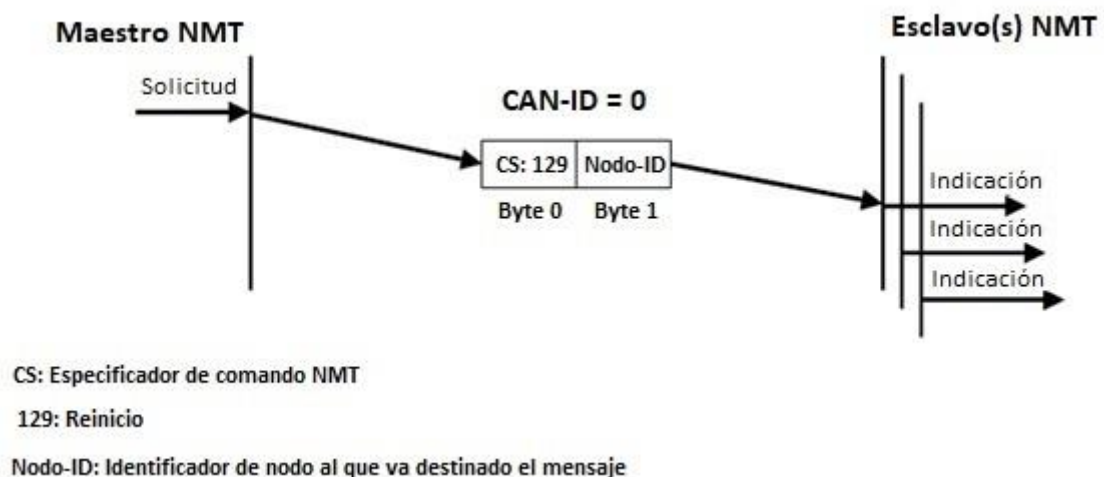 Maestro NMT
Esclavo(s) NMT
Solicitud
CAN-ID = 0
CS: 129
Nodo-ID
Byte 0
Byte 1
Indicación
Indicación
Indicación
CS: Especificador de comando NMT
129: Reinicio
Nodo-ID: Identificador de nodo al que va destinado el mensaje